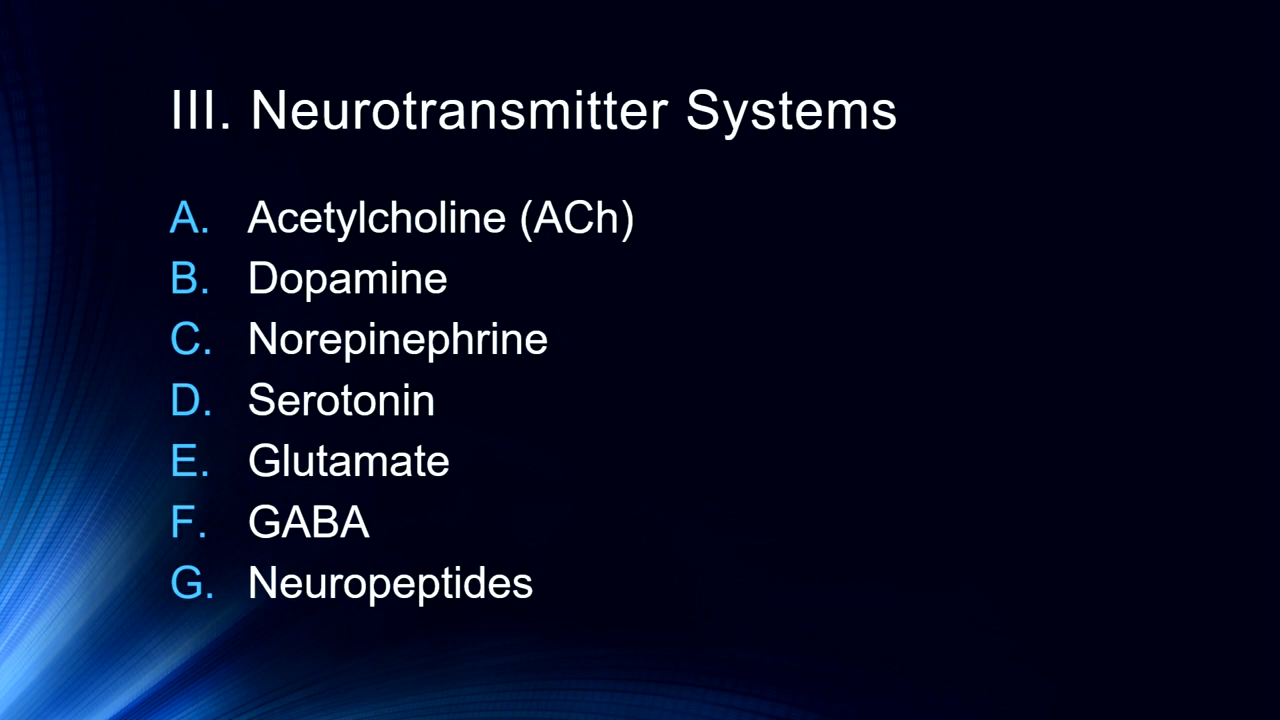 III. Neurotransmitter Systems
A. Acetylcholine (ACh)
B. Dopamine
C. Norepinephrine
D. Serotonin
E. Glutamate
F. GABA
G. Neuropeptides